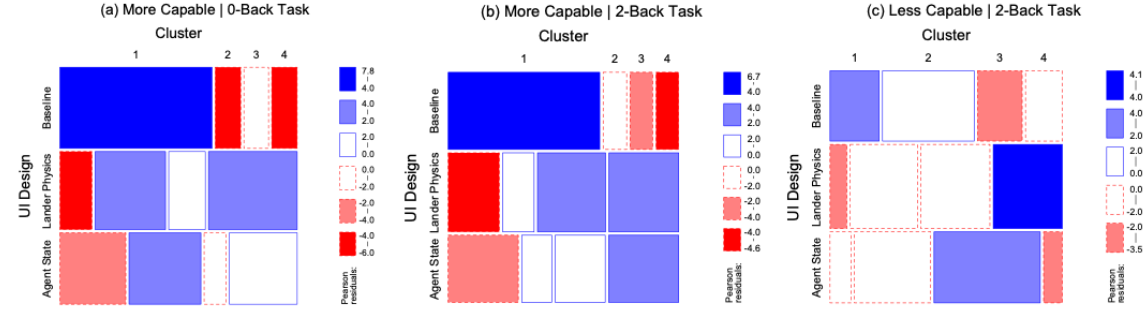 (a) More Capable | 0-Back Task
Cluster
1 2 3 4
UI Design
Baseline
Lander Physics
Agent State
7.8
—
4.0
4.0
—
2.0
2.0
—
0.0
0.0
—
-2.0
-2.0
—
-4.0
-4.0
—
-6.0
Pearson
residuals:
(b) More Capable | 2-Back Task
Cluster
1 2 3 4
UI Design
Baseline
Lander Physics
Agent State
6.7
—
4.0
4.0
—
2.0
2.0
—
0.0
0.0
—
-2.0
-2.0
—
-4.0
-4.0
—
-4.6
Pearson
residuals:
(c) Less Capable | 2-Back Task
Cluster
1 2 3 4
UI Design
Baseline
Lander Physics
Agent State
4.1
—
4.0
4.0
—
2.0
2.0
—
0.0
0.0
—
-2.0
-2.0
—
-3.5
Pearson
residuals: